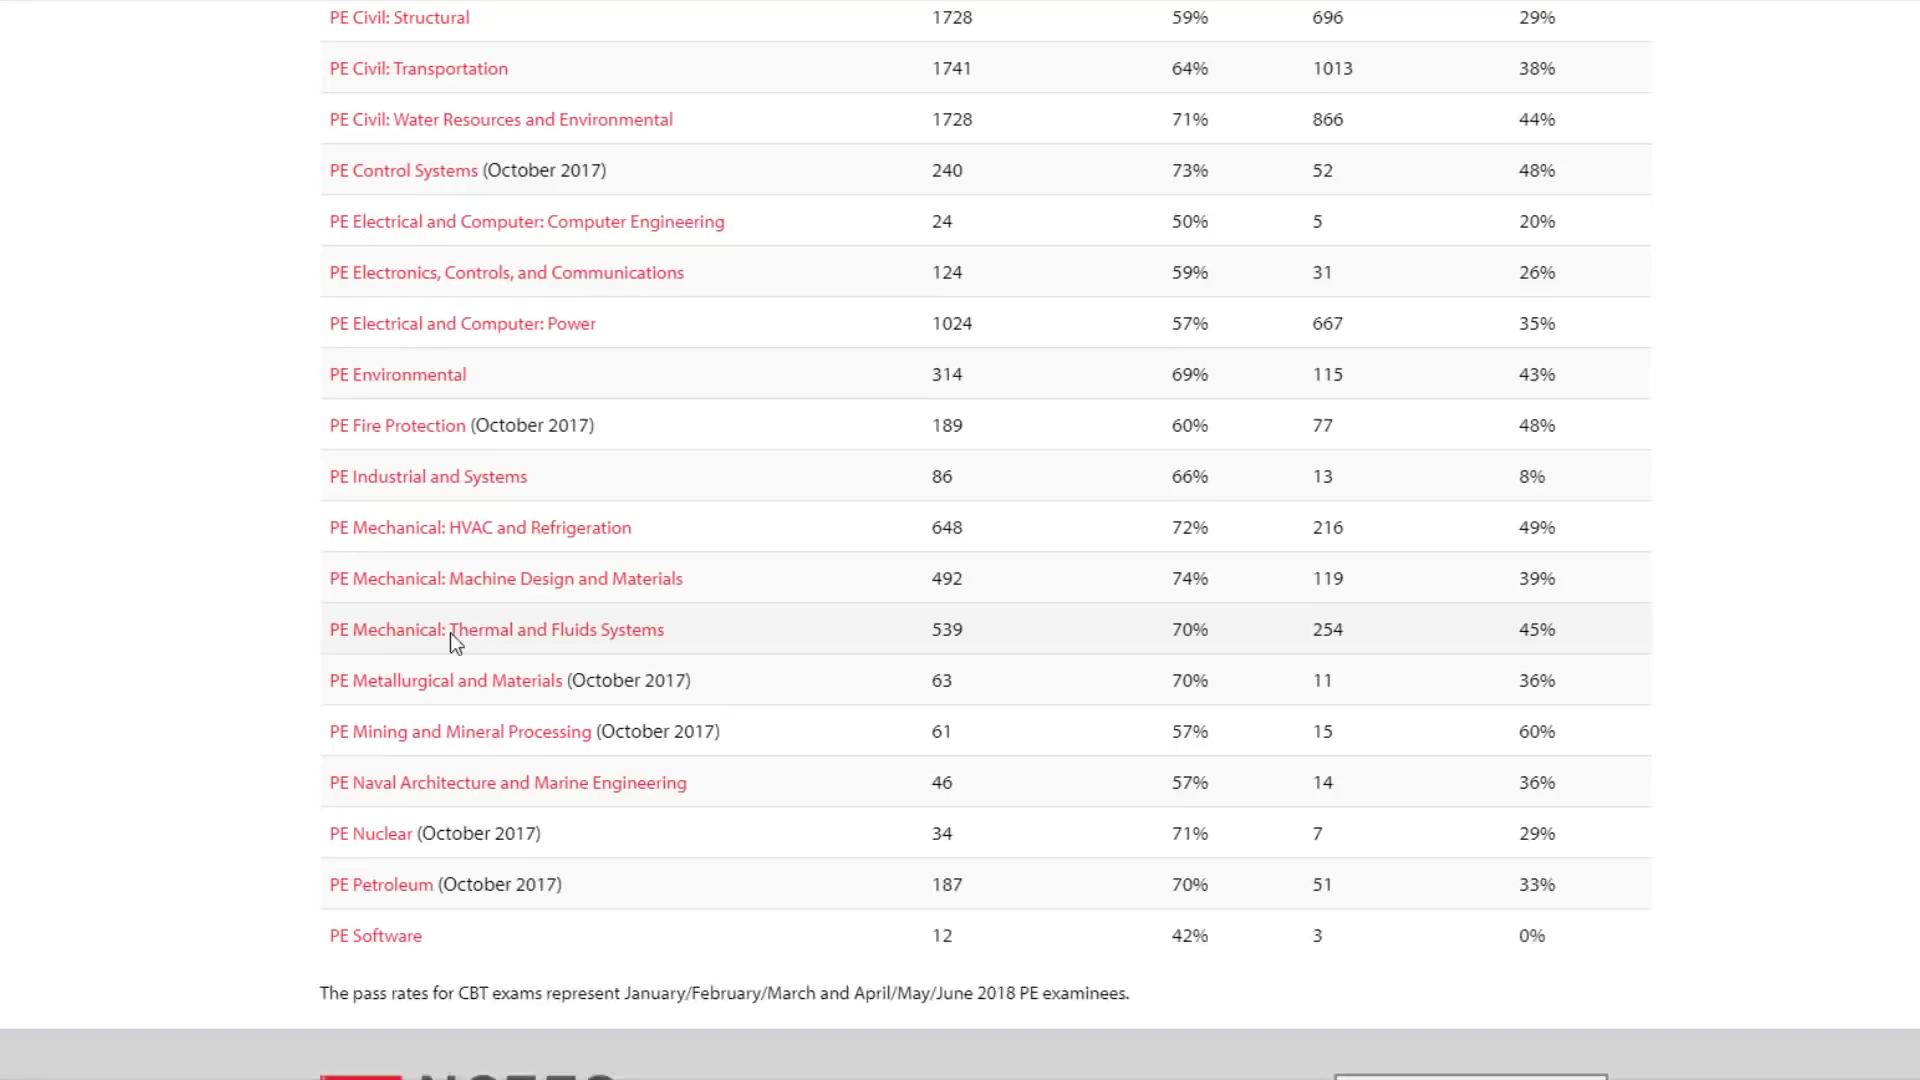 PE Civil: Structural 1728 59% 696 29%
PE Civil: Transportation 1741 64% 1013 38%
PE Civil: Water Resources and Environmental 1728 71% 866 44%
PE Control Systems (October 2017) 240 73% 52 48%
PE Electrical and Computer: Computer Engineering 24 50% 5 20%
PE Electronics, Controls, and Communications 124 59% 31 26%
PE Electrical and Computer: Power 1024 57% 667 35%
PE Environmental 314 69% 115 43%
PE Fire Protection (October 2017) 189 60% 77 48%
PE Industrial and Systems 86 66% 13 8%
PE Mechanical: HVAC and Refrigeration 648 72% 216 49%
PE Mechanical: Machine Design and Materials 492 74% 119 39%
PE Mechanical: Thermal and Fluids Systems 539 70% 254 45%
PE Metallurgical and Materials (October 2017) 63 70% 11 36%
PE Mining and Mineral Processing (October 2017) 61 57% 15 60%
PE Naval Architecture and Marine Engineering 46 57% 14 36%
PE Nuclear (October 2017) 34 71% 7 29%
PE Petroleum (October 2017) 187 70% 51 33%
PE Software 12 42% 3 0%
The pass rates for CBT exams represent January/February/March and April/May/June 2018 PE examinees.